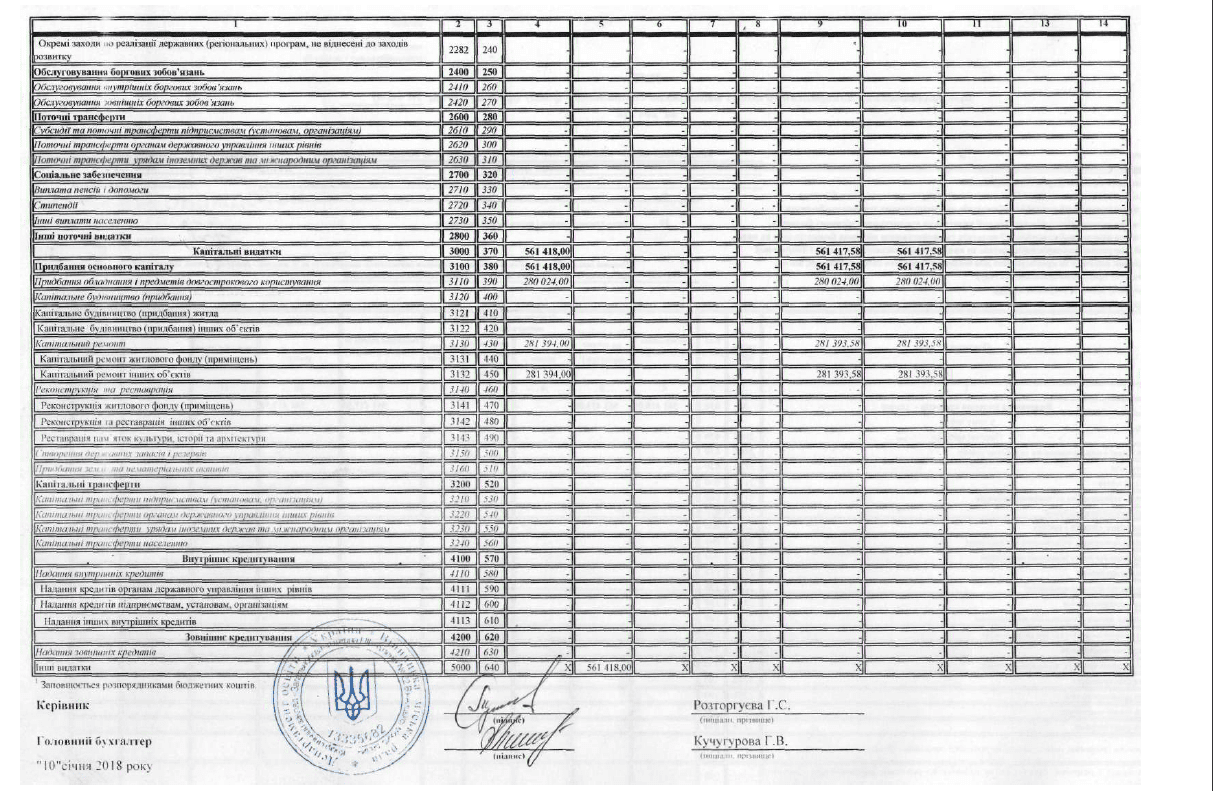 1 2 3 4 5 6 7 8 9 10 11 13 14
Окремі заходи по реалізації державних (регіональних) програм, не віднесені до заходів
розвитку 2282 240 - - - - - - - - - - -
Обслуговування боргових зобов'язань 2400 250 - - - - - - - - - - -
Обслуговування внутрішніх боргових зобов'язань 2410 260 - - - - - - - - - - -
Обслуговування зовнішніх боргових зобов'язань 2420 270 - - - - - - - - - - -
Поточні трансферти 2600 280 - - - - - - - - - - -
Субсидії та поточні трансферти підприємствам (установам, організаціям) 2610 290 - - - - - - - - - - -
Поточні трансферти органам державного управління інших рівнів 2620 300 - - - - - - - - - - -
Поточні трансферти урядам іноземних держав та міжнародним організаціям 2630 310 - - - - - - - - - - -
Соціальне забезпечення 2700 320 - - - - - - - - - - -
Виплата пенсій і допомоги 2710 330 - - - - - - - - - - -
Стипендії 2720 340 - - - - - - - - - - -
Інші виплати населенню 2730 350 - - - - - - - - - - -
Інші поточні видатки 2800 360 - - - - - - - - - - -
Капітальні видатки 3000 370 561 418,00 - - - - 561 417,58 561 417,58 - - -
Придбання основного капіталу 3100 380 561 418,00 - - - - 561 417,58 561 417,58 - - -
Придбання обладнання і предметів довгострокового користування 3110 390 280 024,00 - - - - 280 024,00 280 024,00 - - -
Капітальне будівництво (придбання) 3120 400 - - - - - - - - - - -
Капітальне будівництво (придбання) житла 3121 410 - - - - - - - - - - -
Капітальне будівництво (придбання) інших об'єктів 3122 420 - - - - - - - - - - -
Капітальний ремонт 3130 430 281 394,00 - - - - 281 393,58 281 393,58 - - -
Капітальний ремонт житлового фонду (приміщень) 3131 440 - - - - - - - - - - -
Капітальний ремонт інших об'єктів 3132 450 281 394,00 - - - - 281 393,58 281 393,58 - - -
Реконструкція та реставрація 3140 460 - - - - - - - - - - -
Реконструкція житлового фонду (приміщень) 3141 470 - - - - - - - - - - -
Реконструкція та реставрація інших об'єктів 3142 480 - - - - - - - - - - -
Реставрація пам'яток культури, історії та архітектури 3143 490 - - - - - - - - - - -
Створення державних запасів і резервів 3150 500 - - - - - - - - - - -
Придбання землі та нематеріальних активів 3160 510 - - - - - - - - - - -
Капітальні трансферти 3200 520 - - - - - - - - - - -
Капітальні трансферти підприємствам (установам, організаціям) 3210 530 - - - - - - - - - - -
Капітальні трансферти органам державного управління інших рівнів 3220 540 - - - - - - - - - - -
Капітальні трансферти урядам іноземних держав та міжнародним організаціям 3230 550 - - - - - - - - - - -
Капітальні трансферти населенню 3240 560 - - - - - - - - - - -
Внутрішнє кредитування 4100 570 - - - - - - - - - - -
Надання внутрішніх кредитів 4110 580 - - - - - - - - - - -
Надання кредитів органам державного управління інших рівнів 4111 590 - - - - - - - - - - -
Надання кредитів підприємствам, установам, організаціям 4112 600 - - - - - - - - - - -
Надання інших внутрішніх кредитів 4113 610 - - - - - - - - - - -
Зовнішнє кредитування 4200 620 - - - - - - - - - - -
Надання зовнішніх кредитів 4210 630 - - - - - - - - - - -
Інші видатки 5000 640 X 561 418,00 X X X X X X X X
1 Заповнюється розпорядниками бюджетних коштів
Керівник Розторгуєва Г.С.
(підпис) (ініціали, прізвище)
Головний бухгалтер Кучугурова Г.В.
(підпис) (ініціали, прізвище)
"10"січня 2018 року
Україна
13335682